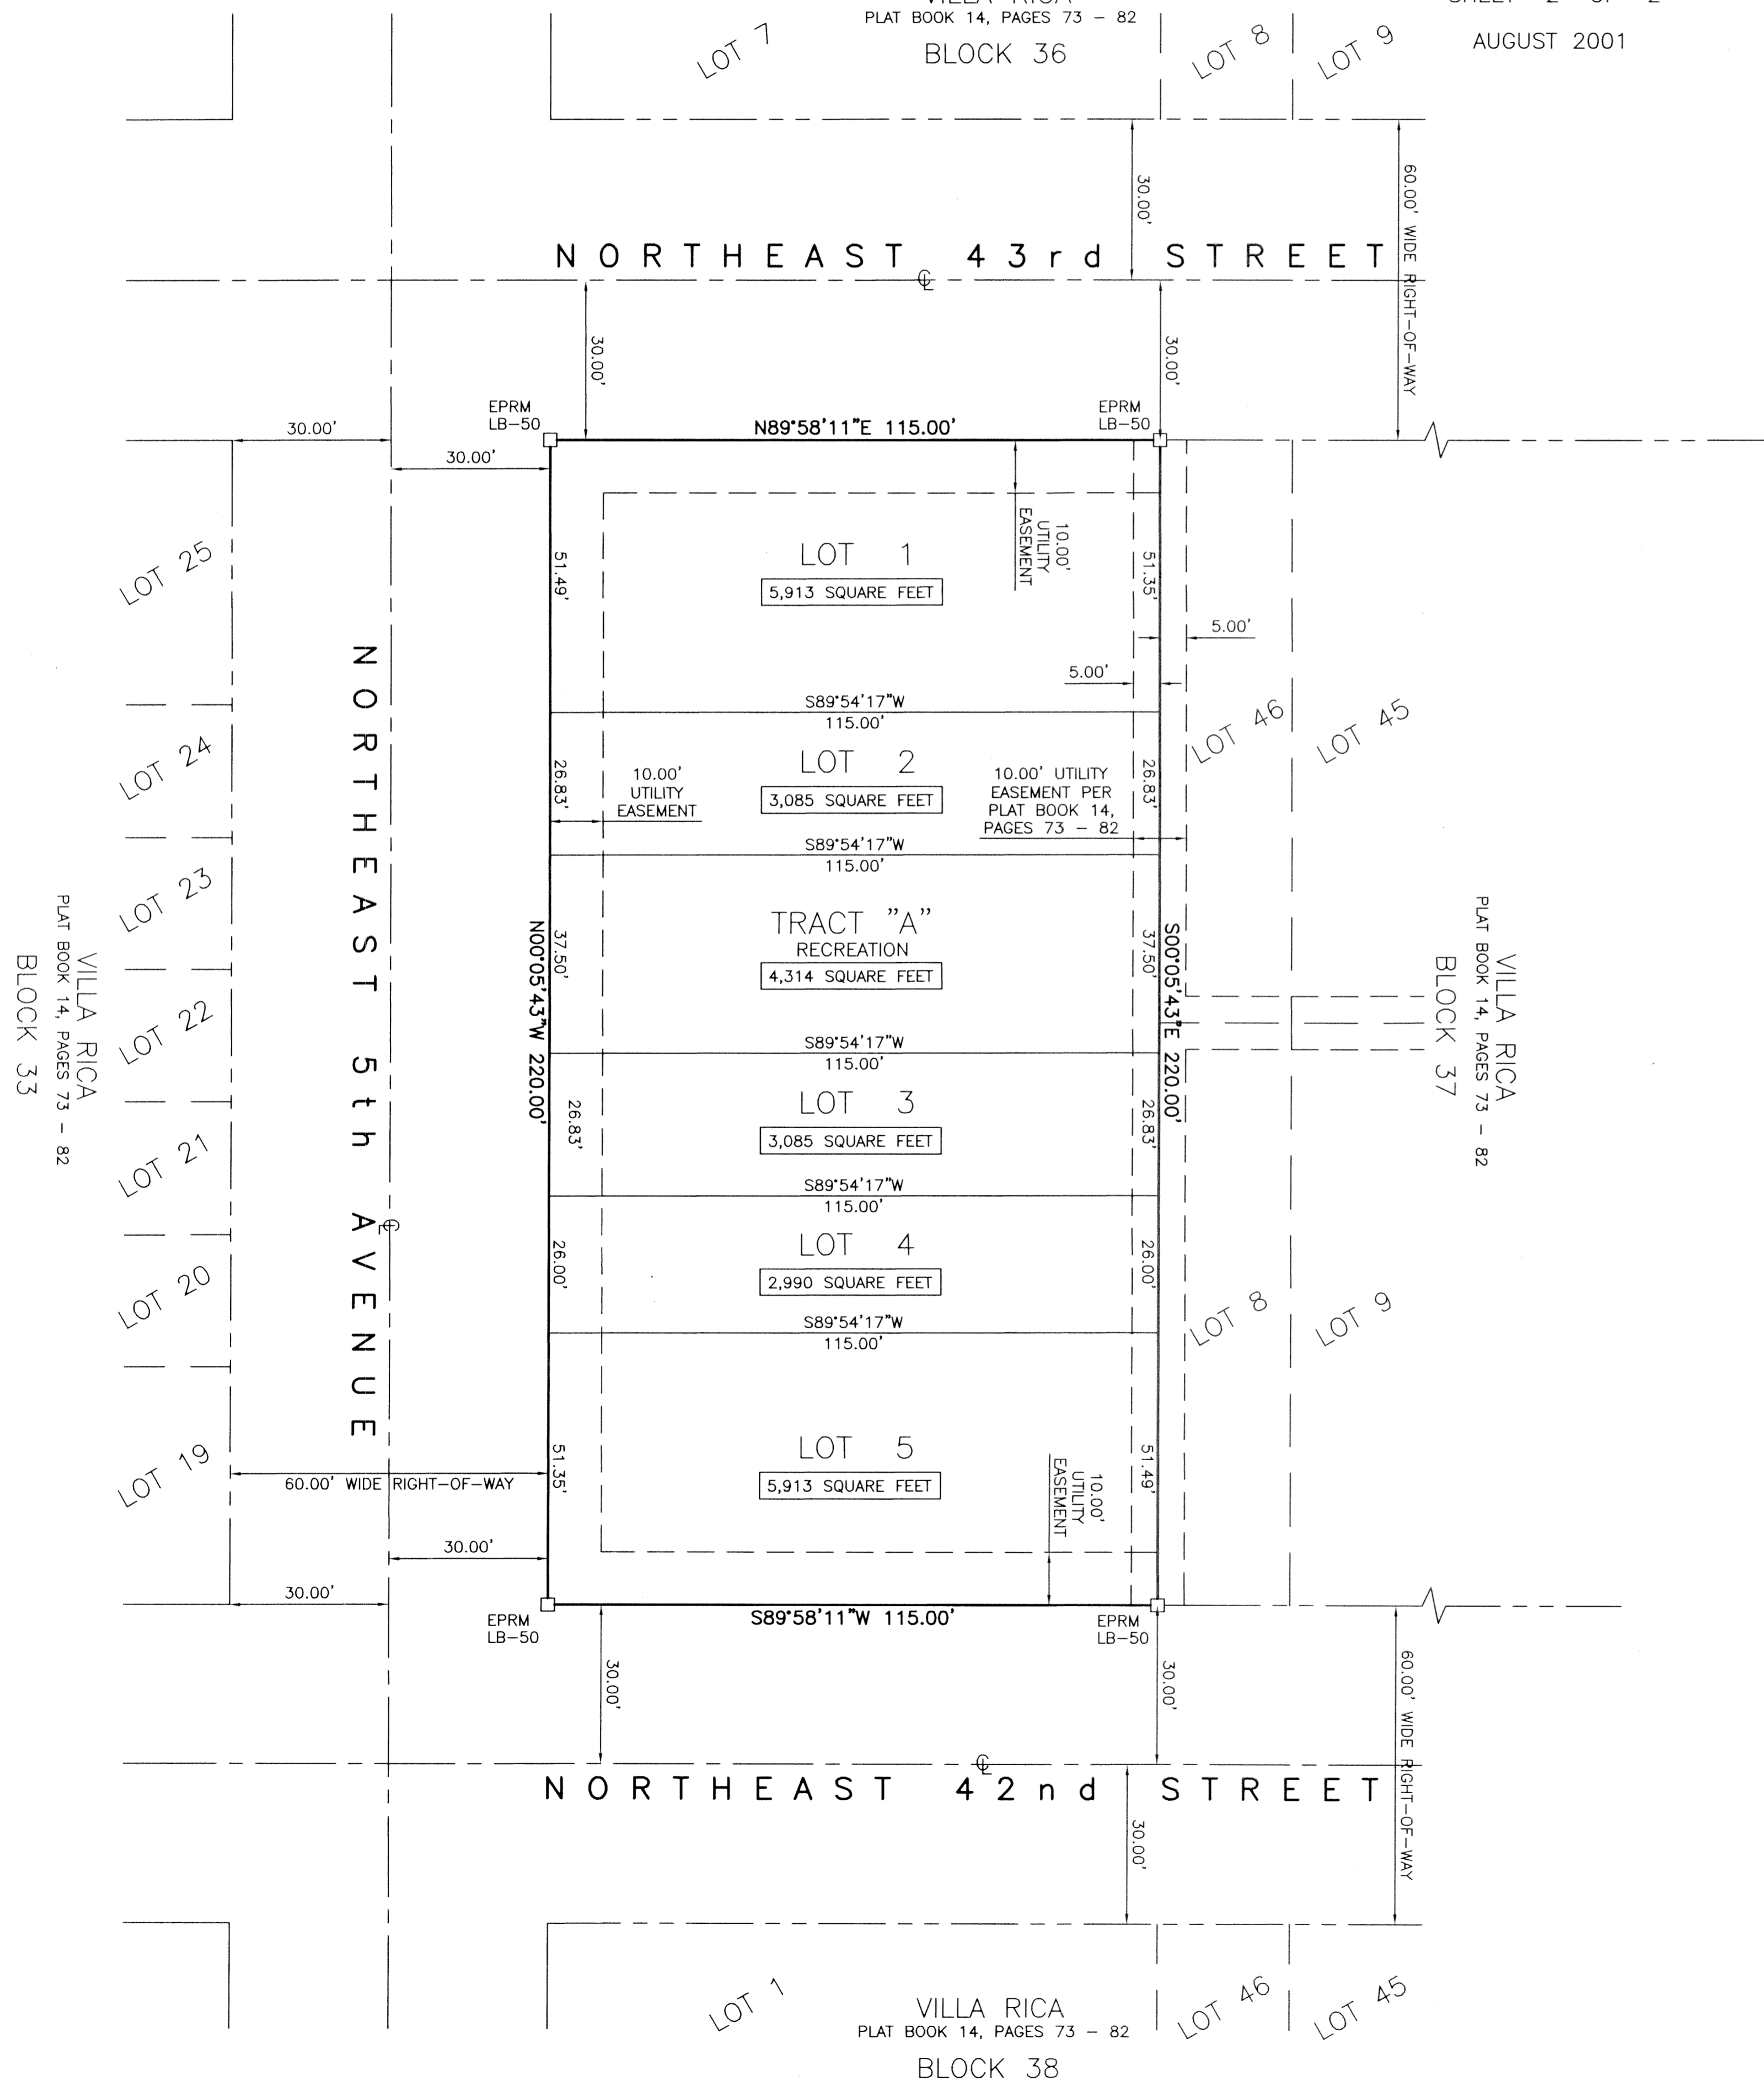 PLAT BOOK 14, PAGES 73 - 82
BLOCK 36
AUGUST 2001
LOT 7
LOT 8
LOT 9
30.00'
60.00' WIDE RIGHT-OF-WAY
NORTHEAST 43rd STREET
℄
30.00'
30.00'
EPRM
LB-50
EPRM
LB-50
30.00'
30.00'
N89°58'11"E 115.00'
10.00'
UTILITY
EASEMENT
LOT 1
5,913 SQUARE FEET
51.49'
51.35'
5.00'
5.00'
S89°54'17"W
115.00'
LOT 2
3,085 SQUARE FEET
26.83'
26.83'
10.00'
UTILITY
EASEMENT
10.00' UTILITY
EASEMENT PER
PLAT BOOK 14,
PAGES 73 - 82
S89°54'17"W
115.00'
TRACT "A"
RECREATION
4,314 SQUARE FEET
37.50'
37.50'
N00°05'43"W 220.00'
S00°05'43"E 220.00'
S89°54'17"W
115.00'
LOT 3
3,085 SQUARE FEET
26.83'
26.83'
S89°54'17"W
115.00'
LOT 4
2,990 SQUARE FEET
26.00'
26.00'
S89°54'17"W
115.00'
LOT 5
5,913 SQUARE FEET
51.35'
51.49'
10.00'
UTILITY
EASEMENT
LOT 25
LOT 24
LOT 23
LOT 22
LOT 21
LOT 20
LOT 19
VILLA RICA
PLAT BOOK 14, PAGES 73 - 82
BLOCK 33
NORTHEAST 5th AVENUE
℄
LOT 46
LOT 45
VILLA RICA
PLAT BOOK 14, PAGES 73 - 82
BLOCK 37
LOT 8
LOT 9
60.00' WIDE RIGHT-OF-WAY
30.00'
30.00'
EPRM
LB-50
S89°58'11"W 115.00'
EPRM
LB-50
30.00'
30.00'
60.00' WIDE RIGHT-OF-WAY
℄
NORTHEAST 42nd STREET
30.00'
LOT 1
VILLA RICA
PLAT BOOK 14, PAGES 73 - 82
BLOCK 38
LOT 46
LOT 45